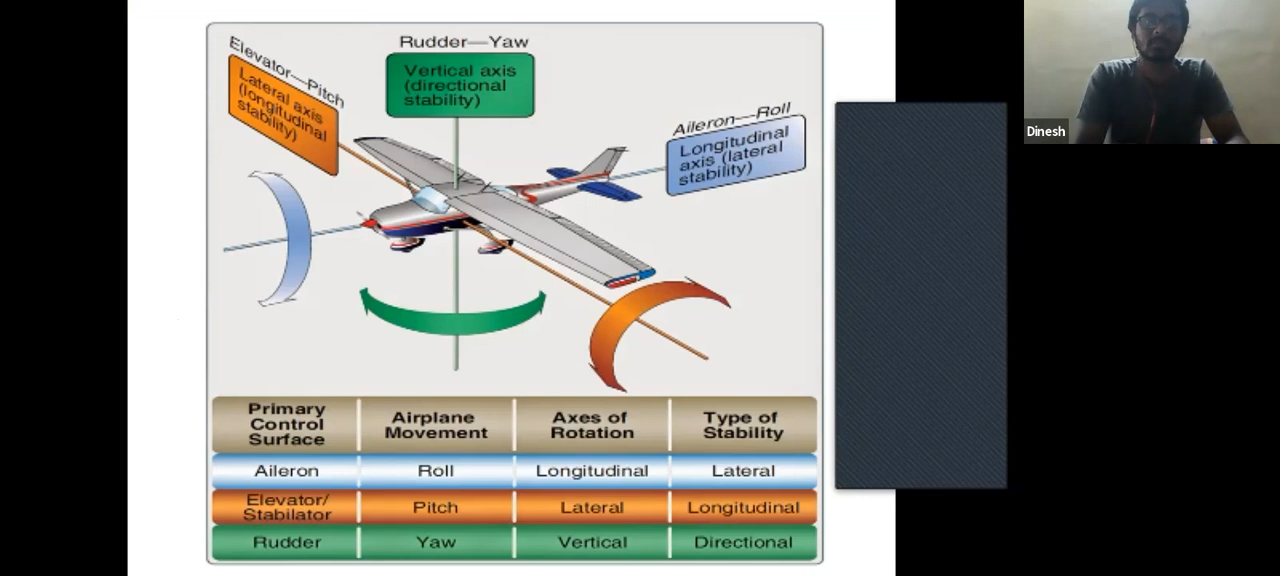 Elevator—Pitch
Lateral axis
(longitudinal
stability)
Rudder—Yaw
Vertical axis
(directional
stability)
Aileron—Roll
Longitudinal
axis (lateral
stability)
Dinesh
Primary
Control
Surface
Airplane
Movement
Axes of
Rotation
Type of
Stability
Aileron
Roll
Longitudinal
Lateral
Elevator/
Stabilator
Pitch
Lateral
Longitudinal
Rudder
Yaw
Vertical
Directional